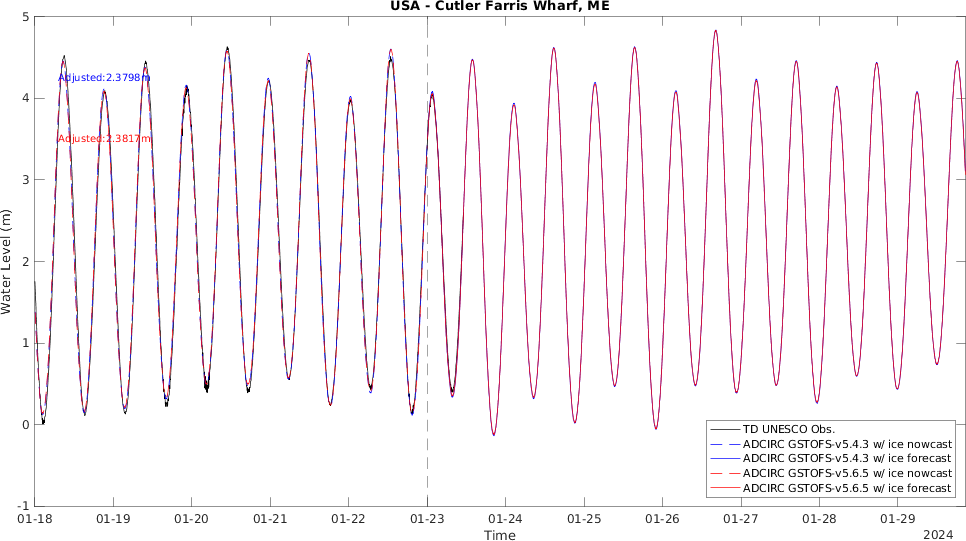 USA - Cutler Farris Wharf, ME
5
4
3
2
1
0
-1
Water Level (m)
Adjusted:2.3798m
Adjusted:2.3817m
TD UNESCO Obs.
ADCIRC GSTOFS-v5.4.3 w/ ice nowcast
ADCIRC GSTOFS-v5.4.3 w/ ice forecast
ADCIRC GSTOFS-v5.6.5 w/ ice nowcast
ADCIRC GSTOFS-v5.6.5 w/ ice forecast
01-18 01-19 01-20 01-21 01-22 01-23 01-24 01-25 01-26 01-27 01-28 01-29
Time
2024